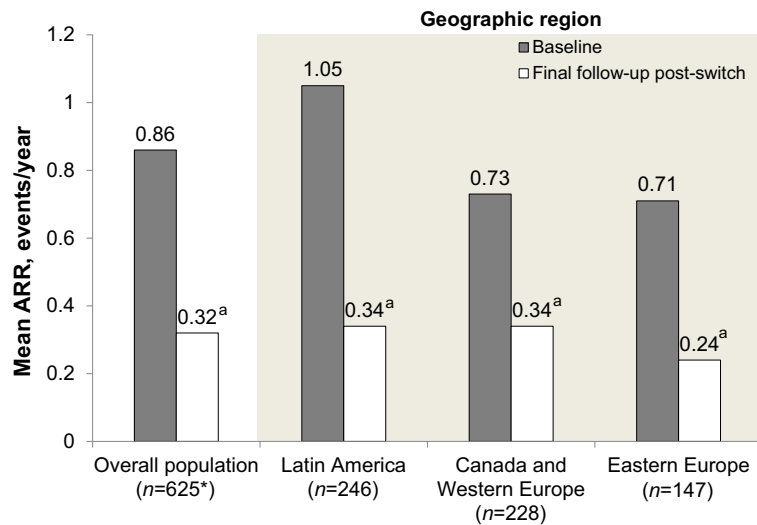 Geographic region
Baseline
Final follow-up post-switch
Mean ARR, events/year
1.2
1
0.8
0.6
0.4
0.2
0
0.86
0.32a
1.05
0.34a
0.73
0.34a
0.71
0.24a
Overall population
(n=625*)
Latin America
(n=246)
Canada and
Western Europe
(n=228)
Eastern Europe
(n=147)